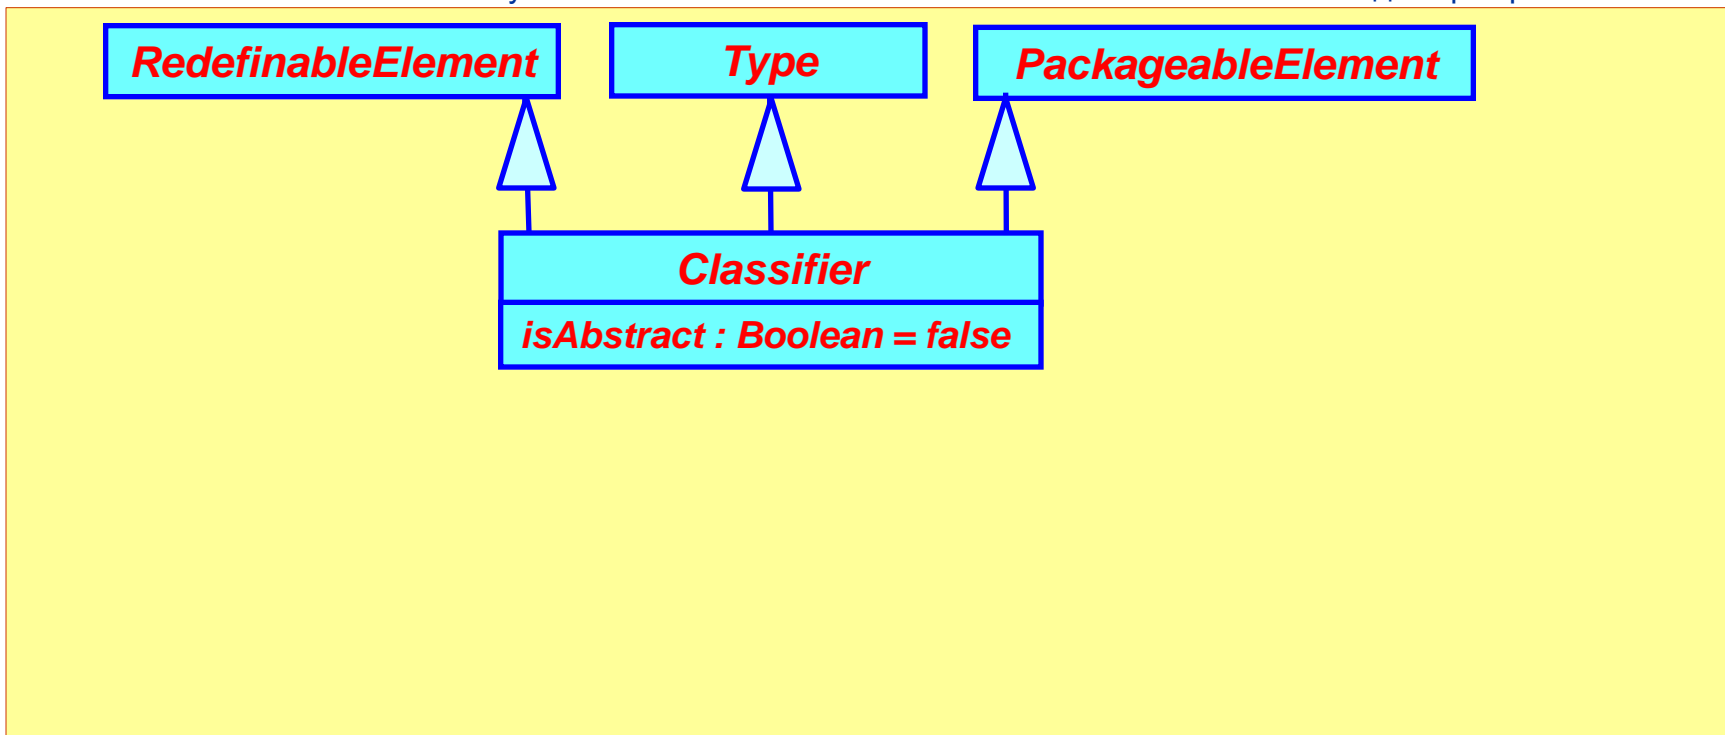 RedefinableElement
Type
PackageableElement
Classifier
isAbstract : Boolean = false